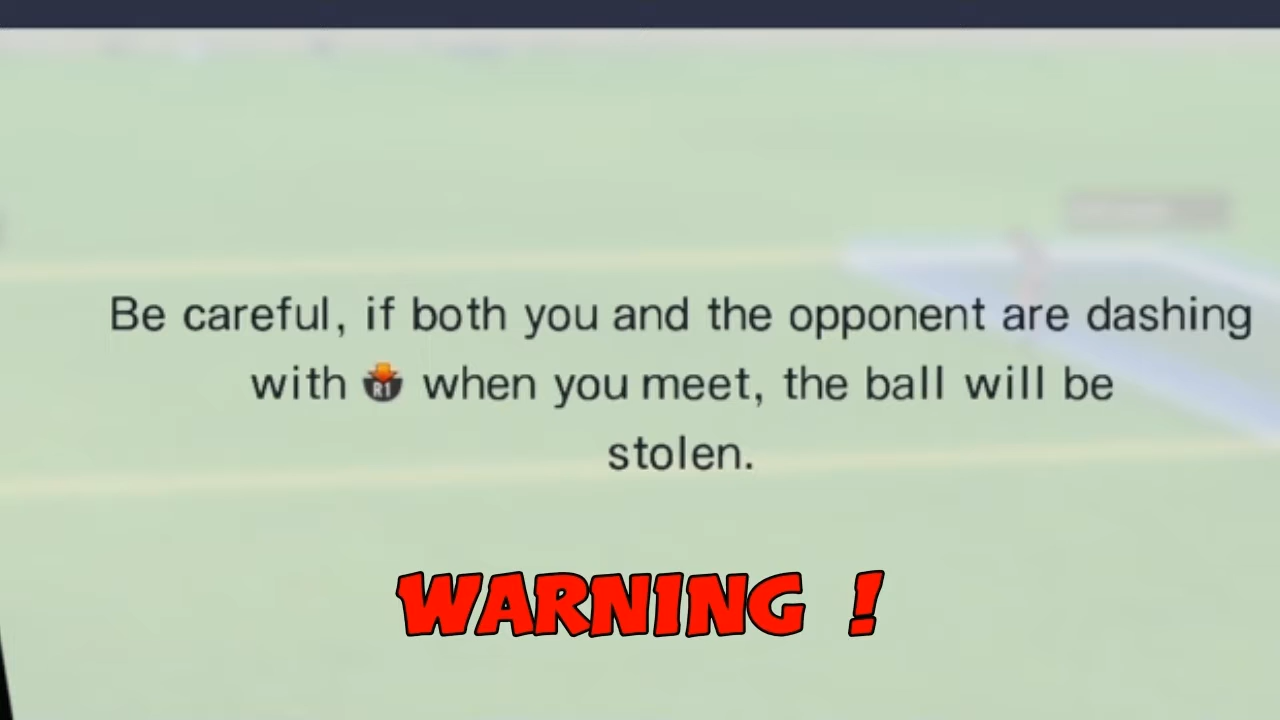 Be careful, if both you and the opponent are dashing
with R1 when you meet, the ball will be
stolen.
WARNING !